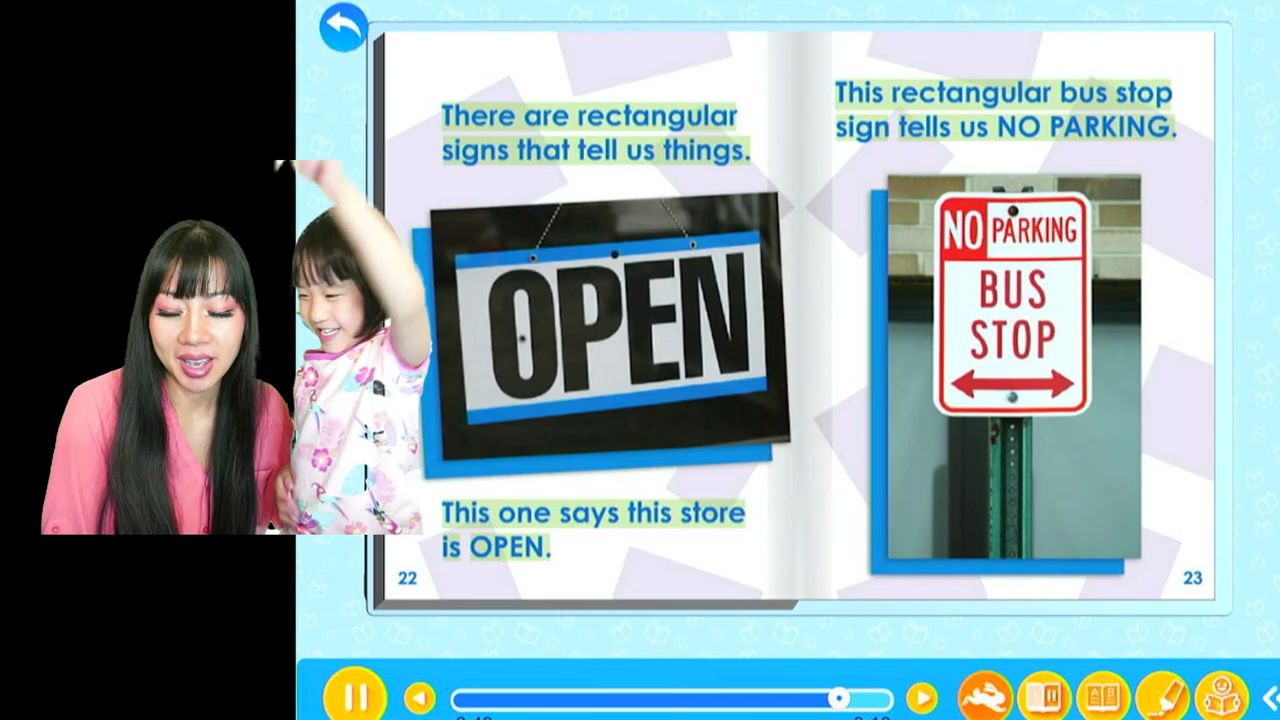 There are rectangular
signs that tell us things.
OPEN
This one says this store
is OPEN.
22
This rectangular bus stop
sign tells us NO PARKING.
NO PARKING
BUS
STOP
23